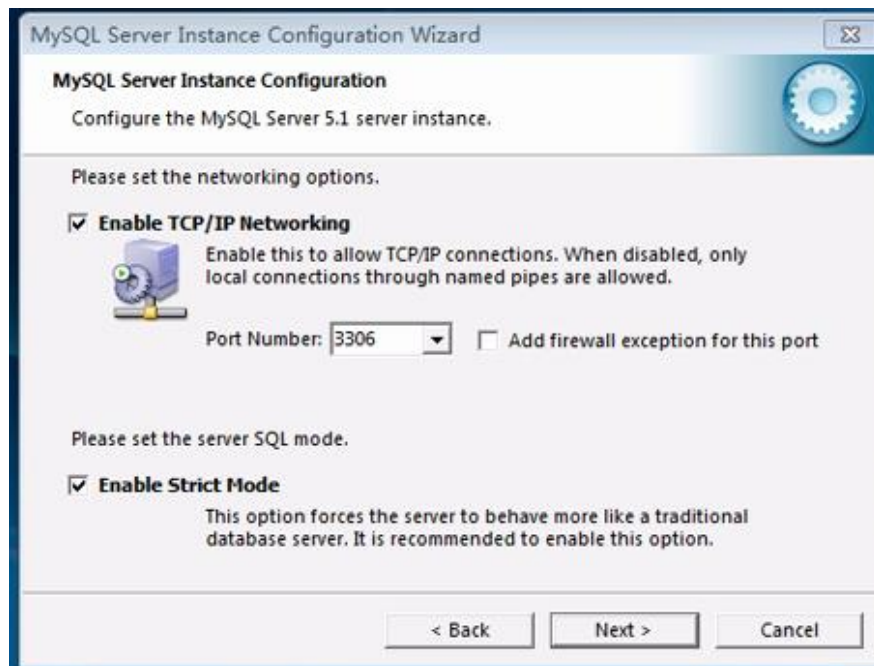 MySQL Server Instance Configuration Wizard
MySQL Server Instance Configuration
Configure the MySQL Server 5.1 server instance.
Please set the networking options.
Enable TCP/IP Networking
Enable this to allow TCP/IP connections. When disabled, only
local connections through named pipes are allowed.
Port Number: 3306 Add firewall exception for this port
Please set the server SQL mode.
Enable Strict Mode
This option forces the server to behave more like a traditional
database server. It is recommended to enable this option.
< Back Next > Cancel